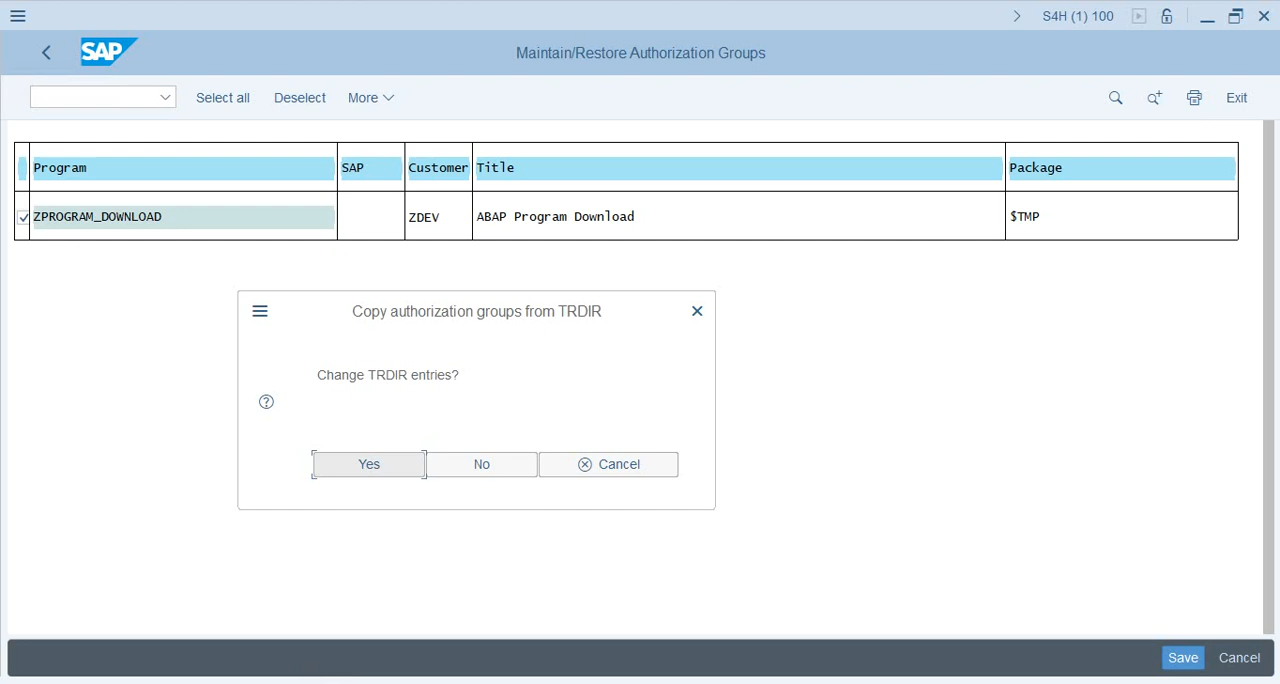 S4H (1) 100
SAP
Maintain/Restore Authorization Groups
Select all Deselect More Exit
Program SAP Customer Title Package
ZPROGRAM_DOWNLOAD ZDEV ABAP Program Download $TMP
Copy authorization groups from TRDIR
Change TRDIR entries?
Yes No Cancel
Save Cancel